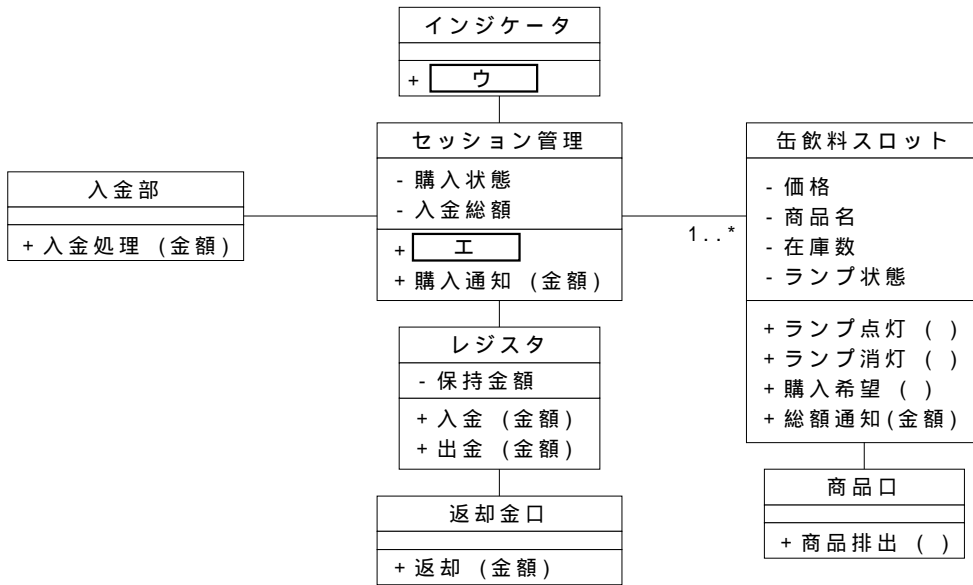 インジケータ
+ ウ
セッション管理
- 購入状態
- 入金総額
+ エ
+ 購入通知 (金額)
入金部
+ 入金処理 (金額)
1..*
缶飲料スロット
- 価格
- 商品名
- 在庫数
- ランプ状態
+ ランプ点灯 ( )
+ ランプ消灯 ( )
+ 購入希望 ( )
+ 総額通知(金額)
レジスタ
- 保持金額
+ 入金 (金額)
+ 出金 (金額)
返却金口
+ 返却 (金額)
商品口
+ 商品排出 ( )